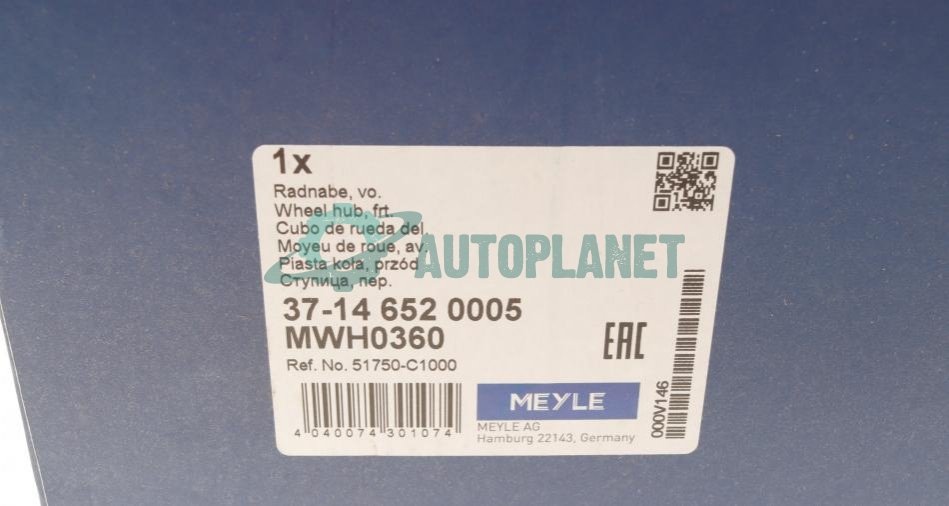 1x
Radnabe, vo.
Wheel hub, frt.
Cubo de rueda del.
Moyeu de roue, av.
Piasta koła, przód
Ступица, пер.
AUTOPLANET
37-14 652 0005
MWH0360
Ref. No. 51750-C1000
EAC
MEYLE
4 040074 301074
MEYLE AG
Hamburg 22143, Germany
000V146